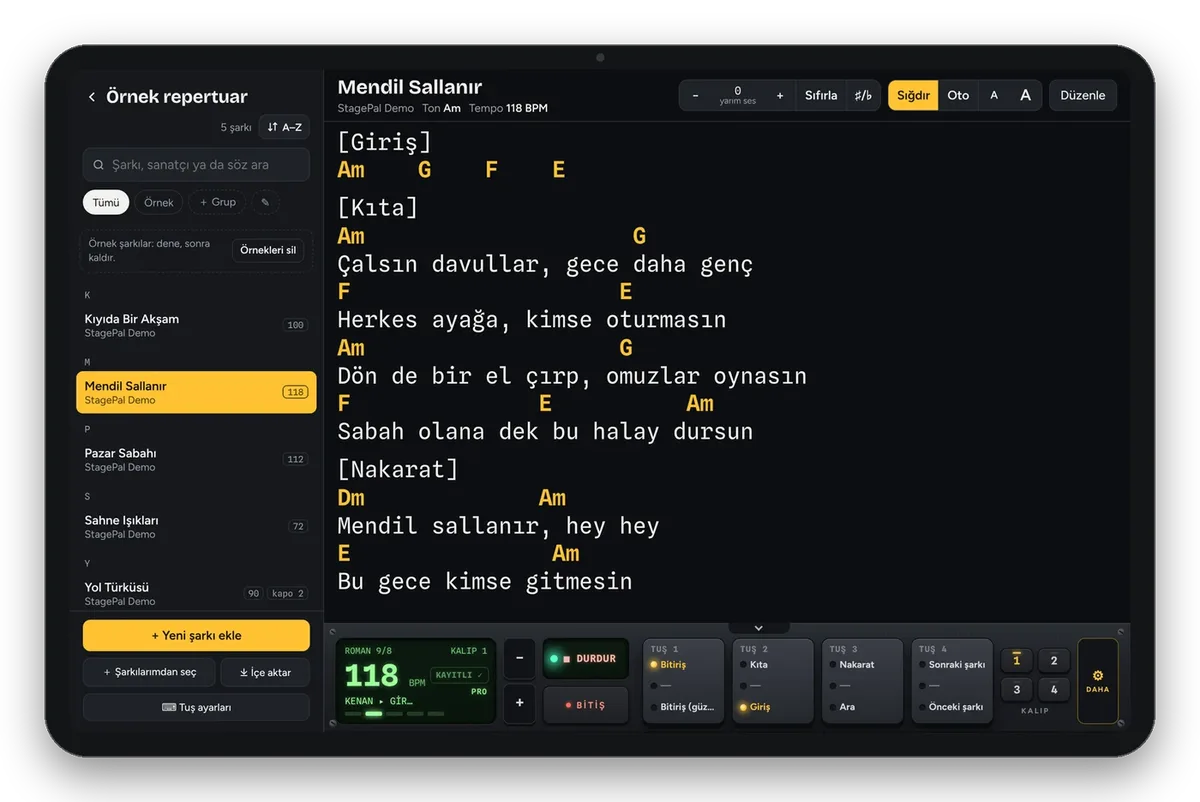 Örnek repertuar
5 şarkı A–Z
Şarkı, sanatçı ya da söz ara
Tümü Örnek + Grup
Örnek şarkılar: dene, sonra
kaldır.
Örnekleri sil
K
Kıyıda Bir Akşam 100
StagePal Demo
M
Mendil Sallanır 118
StagePal Demo
P
Pazar Sabahı 112
StagePal Demo
S
Sahne Işıkları 72
StagePal Demo
Y
Yol Türküsü 90 kapo 2
StagePal Demo
+ Yeni şarkı ekle
+ Şarkılarımdan seç İçe aktar
Tuş ayarları
Mendil Sallanır
StagePal Demo Ton Am Tempo 118 BPM
- 0 +
yarım ses
Sıfırla ♯/♭ Sığdır Oto A A Düzenle
[Giriş]
Am G F E
[Kıta]
Am G
Çalsın davullar, gece daha genç
F E
Herkes ayağa, kimse oturmasın
Am G
Dön de bir el çırp, omuzlar oynasın
F E Am
Sabah olana dek bu halay dursun
[Nakarat]
Dm Am
Mendil sallanır, hey hey
E Am
Bu gece kimse gitmesin
ROMAN 9/8 KALIP 1
118 BPM KAYITLI ✓
PRO
KENAN ▸ GİR…
-
+
DURDUR
BİTİŞ
TUŞ 1
Bitiriş
—
Bitiriş (güz…
TUŞ 2
Kıta
—
Giriş
TUŞ 3
Nakarat
—
Ara
TUŞ 4
Sonraki şarkı
—
Önceki şarkı
1 2
3 4
KALIP
DAHA